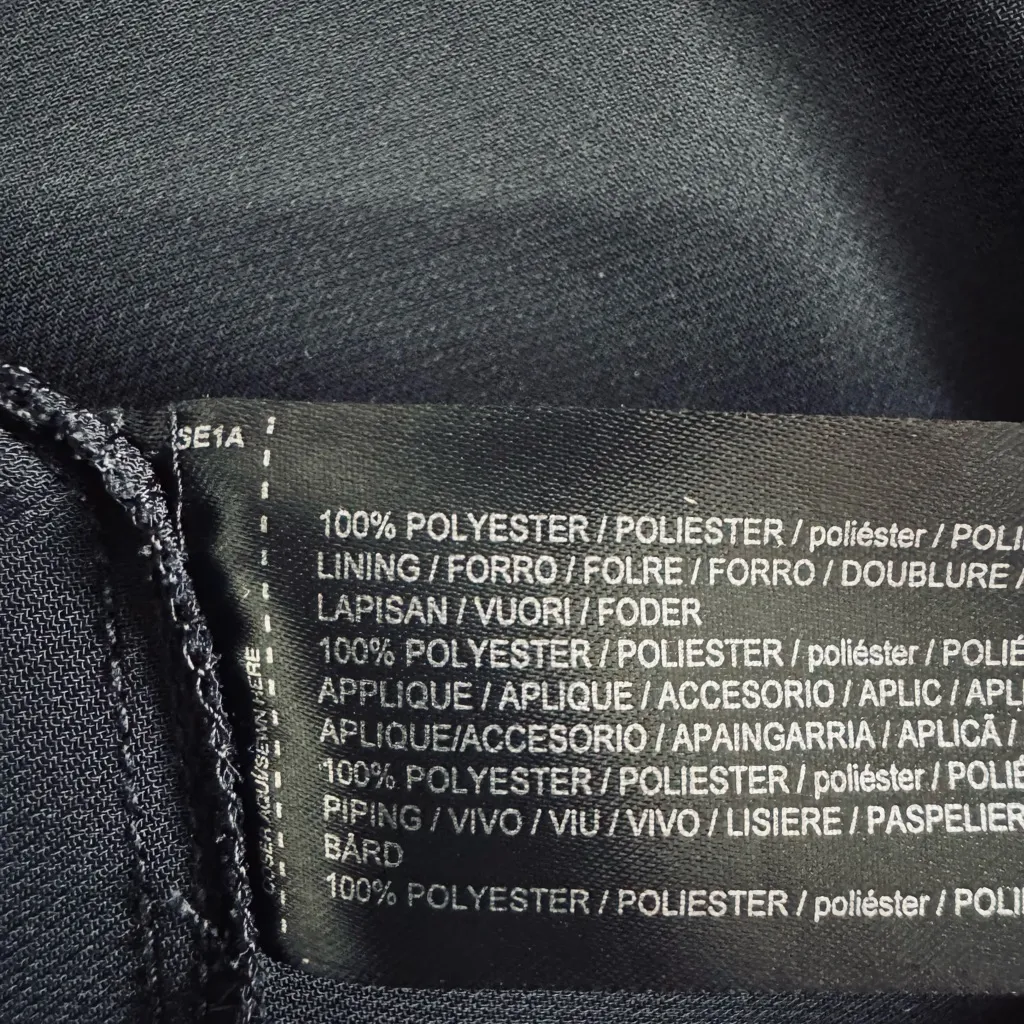 SE1A
100% POLYESTER / POLIESTER / poliéster / POLI
LINING / FORRO / FOLRE / FORRO / DOUBLURE /
LAPISAN / VUORI / FODER
100% POLYESTER / POLIESTER / poliéster / POLIÉ
APPLIQUE / APLIQUE / ACCESORIO / APLIC / APLI
APLIQUE/ACCESORIO / APAINGARRIA / APLICÃ /
100% POLYESTER / POLIESTER / poliéster / POLIÉ
PIPING / VIVO / VIU / VIVO / LISIERE / PASPELIER
BÅRD
100% POLYESTER / POLIESTER / poliéster / POLI